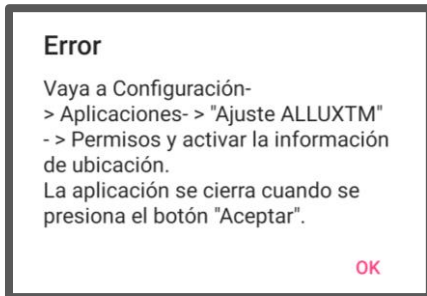 Error
Vaya a Configuración-
> Aplicaciones- > "Ajuste ALLUXTM"
- > Permisos y activar la información
de ubicación.
La aplicación se cierra cuando se
presiona el botón "Aceptar".
OK